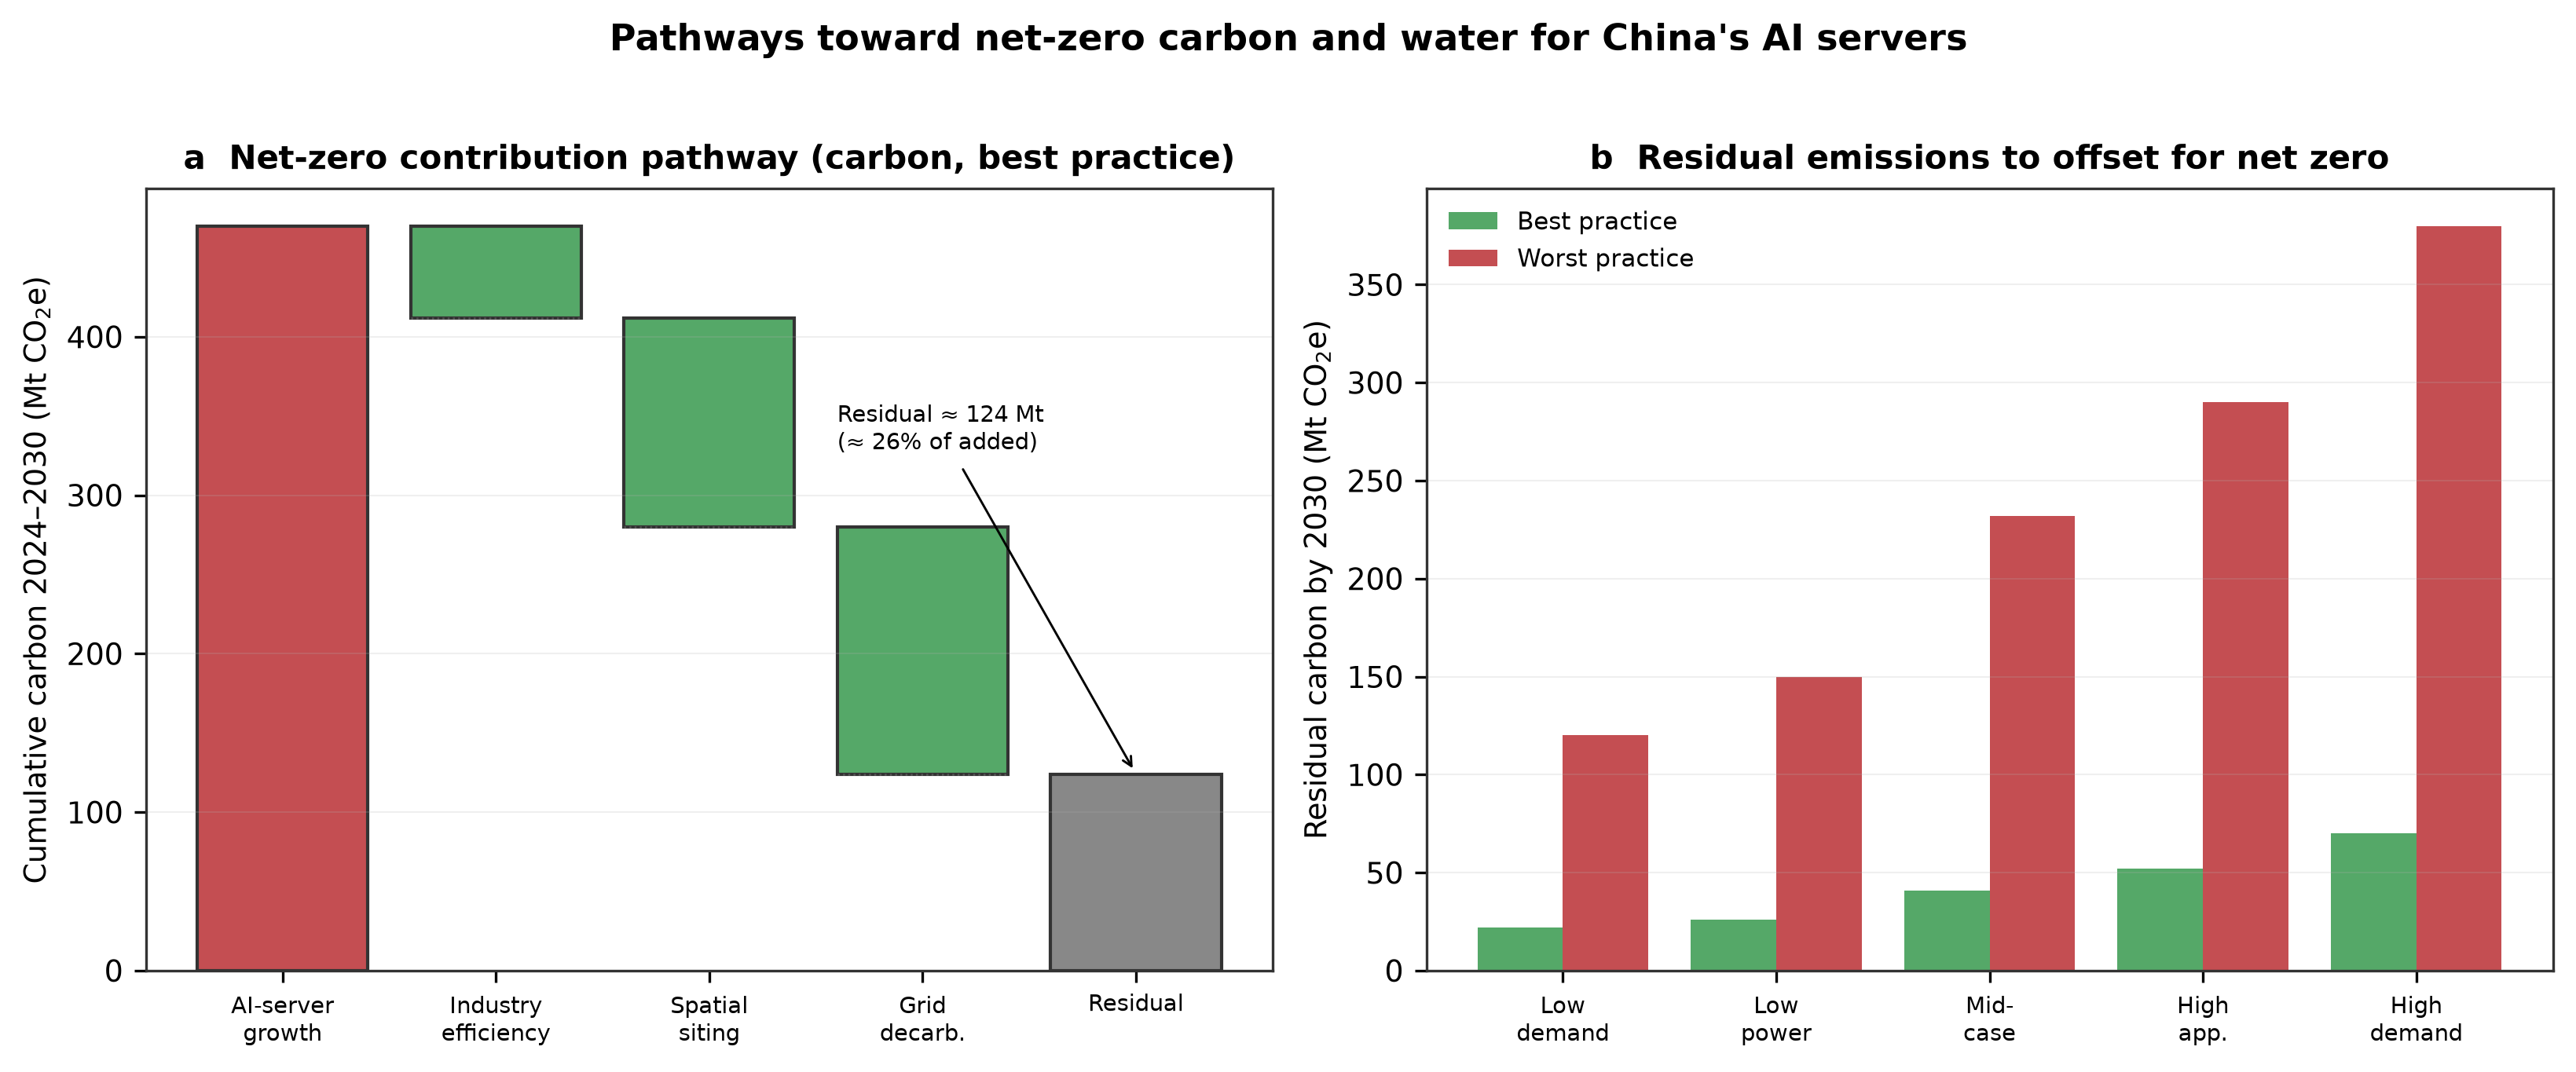 Pathways toward net-zero carbon and water for China's AI servers
a  Net-zero contribution pathway (carbon, best practice)
Cumulative carbon 2024–2030 (Mt CO₂e)
400
300
200
100
0
Residual ≈ 124 Mt
(≈ 26% of added)
AI-server
growth
Industry
efficiency
Spatial
siting
Grid
decarb.
Residual
b  Residual emissions to offset for net zero
Best practice
Worst practice
Residual carbon by 2030 (Mt CO₂e)
350
300
250
200
150
100
50
0
Low
demand
Low
power
Mid-
case
High
app.
High
demand